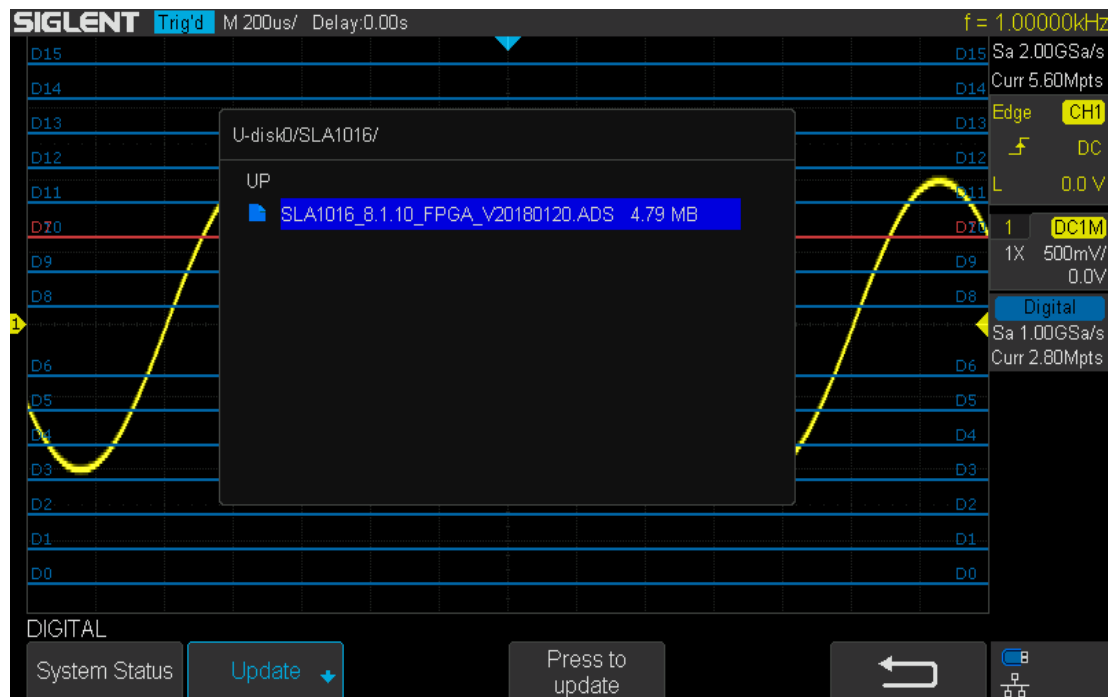 SIGLENT Trig'd M 200us/ Delay:0.00s f = 1.00000kHz
D15 D15 Sa 2.00GSa/s
D14 D14 Curr 5.60Mpts
D13 D13 Edge CH1
U-disk0/SLA1016/
D12 D12 DC
UP
D11 D11 L 0.0 V
SLA1016_8.1.10_FPGA_V20180120.ADS 4.79 MB
D10 D10 1 DC1M
D9 D9 1X 500mV/
0.0V
D8 D8 Digital
1 Sa 1.00GSa/s
D6 D6 Curr 2.80Mpts
D5 D5
D4 D4
D3 D3
D2 D2
D1 D1
D0 D0
DIGITAL
System Status Update Press to
update